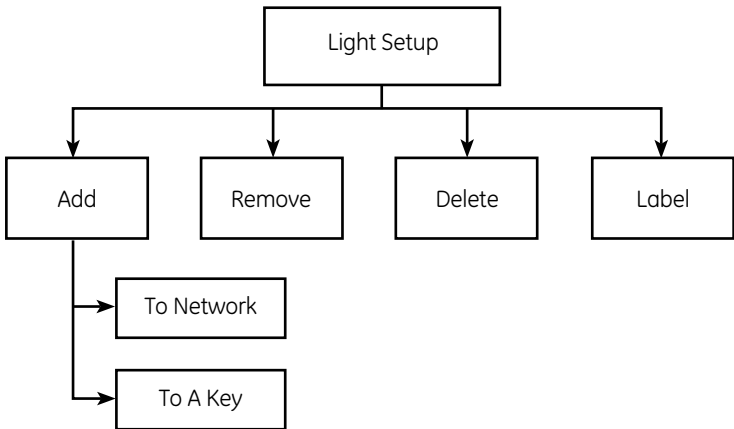 Light Setup
Add
Remove
Delete
Label
To Network
To A Key